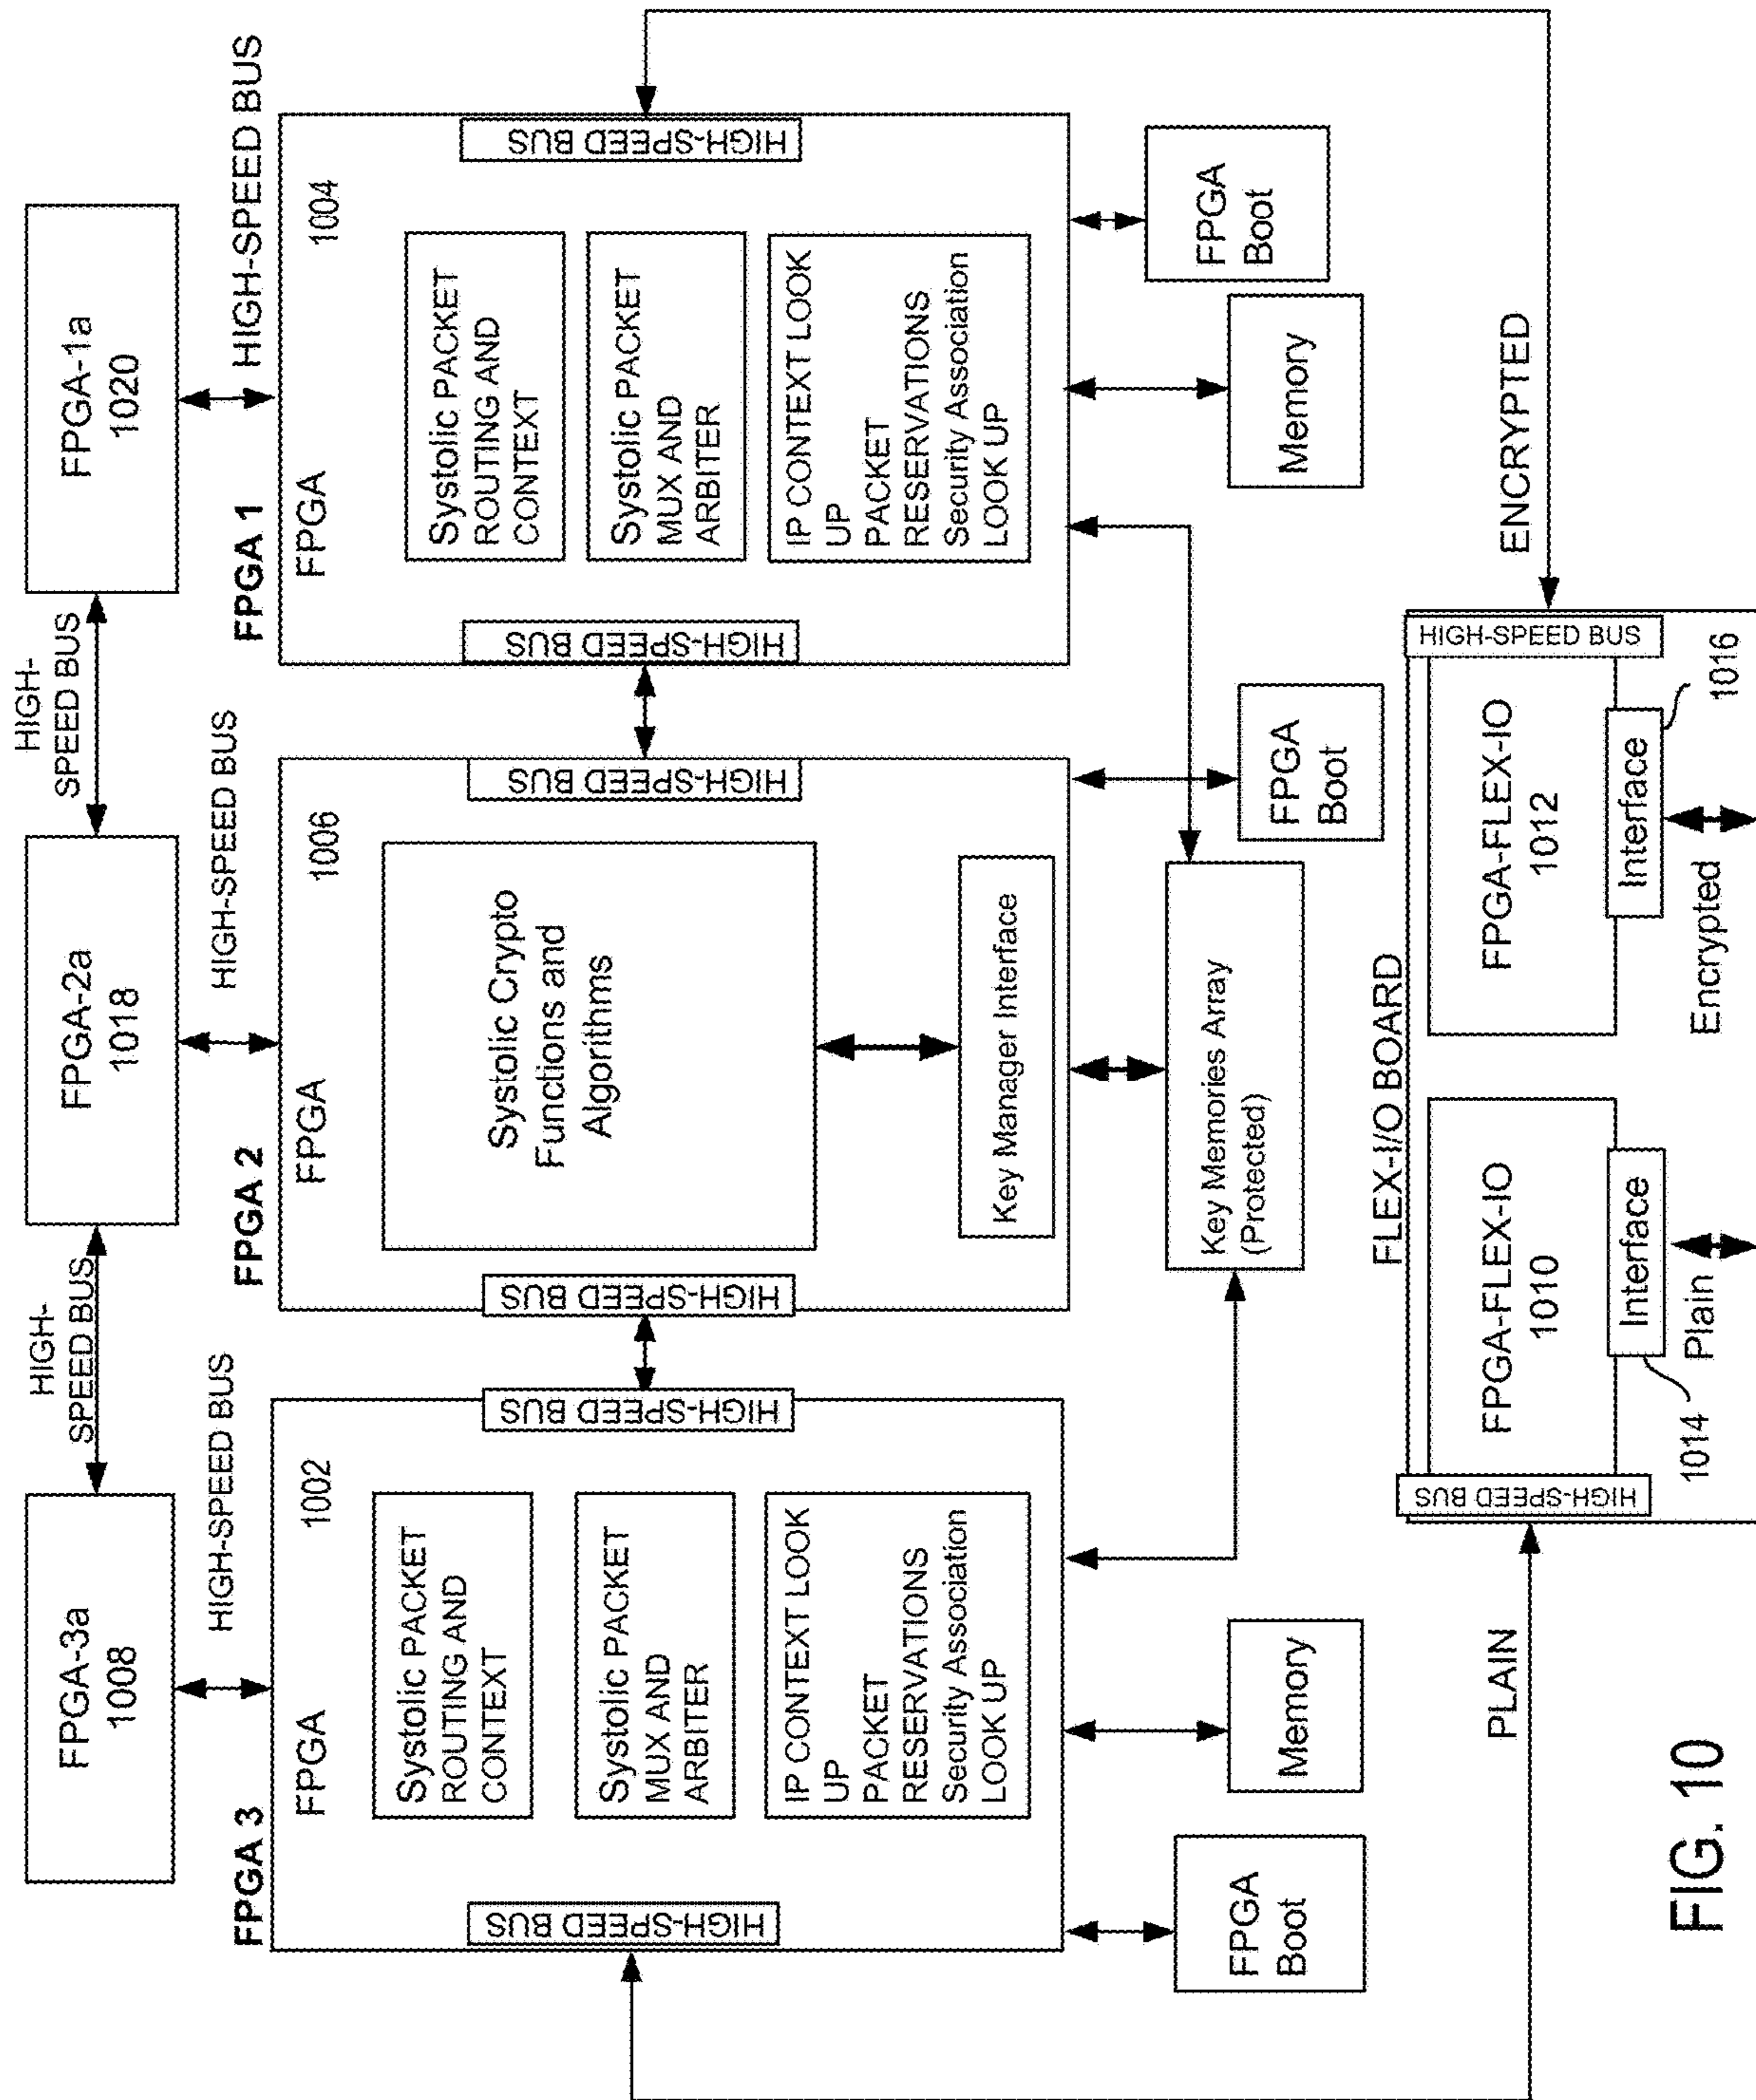 FPGA-3a
1008
HIGH-
SPEED BUS
FPGA-2a
1018
HIGH-
SPEED BUS
FPGA-1a
1020
HIGH-SPEED BUS
HIGH-SPEED BUS
HIGH-SPEED BUS
FPGA 3
FPGA
1002
Systolic PACKET
ROUTING AND
CONTEXT
Systolic PACKET
MUX AND
ARBITER
IP CONTEXT LOOK
UP
PACKET
RESERVATIONS
Security Association
LOOK UP
HIGH-SPEED BUS
HIGH-SPEED BUS
FPGA 2
FPGA
1006
Systolic Crypto
Functions and
Algorithms
Key Manager Interface
HIGH-SPEED BUS
HIGH-SPEED BUS
FPGA 1
FPGA
1004
Systolic PACKET
ROUTING AND
CONTEXT
Systolic PACKET
MUX AND
ARBITER
IP CONTEXT LOOK
UP
PACKET
RESERVATIONS
Security Association
LOOK UP
HIGH-SPEED BUS
HIGH-SPEED BUS
FPGA
Boot
Memory
Key Memories Array
(Protected)
FPGA
Boot
Memory
FPGA
Boot
PLAIN
ENCRYPTED
FLEX-I/O BOARD
HIGH-SPEED BUS
FPGA-FLEX-IO
1010
Interface
1014
Plain
FPGA-FLEX-IO
1012
HIGH-SPEED BUS
Interface
1016
Encrypted
FIG. 10